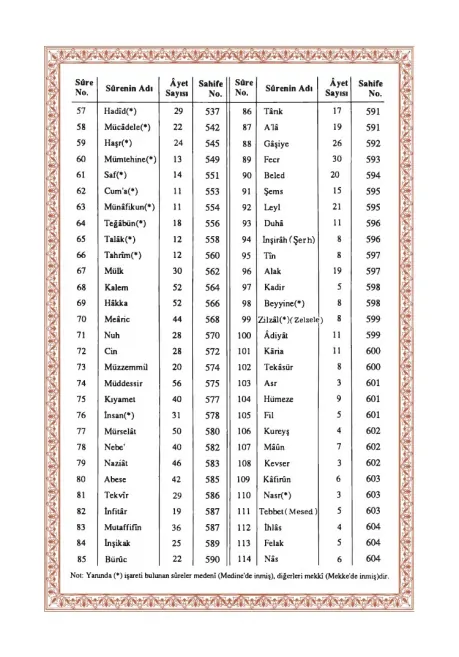 Sûre No. Sûrenin Adı Âyet Sayısı Sahife No. Sûre No. Sûrenin Adı Âyet Sayısı Sahife No.
57 Hadîd(*) 29 537 86 Târık 17 591
58 Mücâdele(*) 22 542 87 A'lâ 19 591
59 Haşr(*) 24 545 88 Gâşiye 26 592
60 Mümtehine(*) 13 549 89 Fecr 30 593
61 Saf(*) 14 551 90 Beled 20 594
62 Cum'a(*) 11 553 91 Şems 15 595
63 Münâfikun(*) 11 554 92 Leyl 21 595
64 Teğâbün(*) 18 556 93 Duhâ 11 596
65 Talâk(*) 12 558 94 İnşirâh (Şerh) 8 596
66 Tahrîm(*) 12 560 95 Tîn 8 597
67 Mülk 30 562 96 Alak 19 597
68 Kalem 52 564 97 Kadir 5 598
69 Hâkka 52 566 98 Beyyine(*) 8 598
70 Meâric 44 568 99 Zilzâl(*)(Zelzele) 8 599
71 Nuh 28 570 100 Âdiyât 11 599
72 Cin 28 572 101 Kâria 11 600
73 Müzzemmil 20 574 102 Tekâsür 8 600
74 Müddessir 56 575 103 Asr 3 601
75 Kıyamet 40 577 104 Hümeze 9 601
76 İnsan(*) 31 578 105 Fil 5 601
77 Mürselât 50 580 106 Kureyş 4 602
78 Nebe' 40 582 107 Mâûn 7 602
79 Naziât 46 583 108 Kevser 3 602
80 Abese 42 585 109 Kâfirûn 6 603
81 Tekvîr 29 586 110 Nasr(*) 3 603
82 İnfitâr 19 587 111 Tebbet(Mesed) 5 603
83 Mutaffifîn 36 587 112 İhlâs 4 604
84 İnşikak 25 589 113 Felak 5 604
85 Bürûc 22 590 114 Nâs 6 604
Not: Yanında (*) işareti bulunan sûreler medenî (Medine'de inmiş), diğerleri mekkî (Mekke'de inmiş)dir.